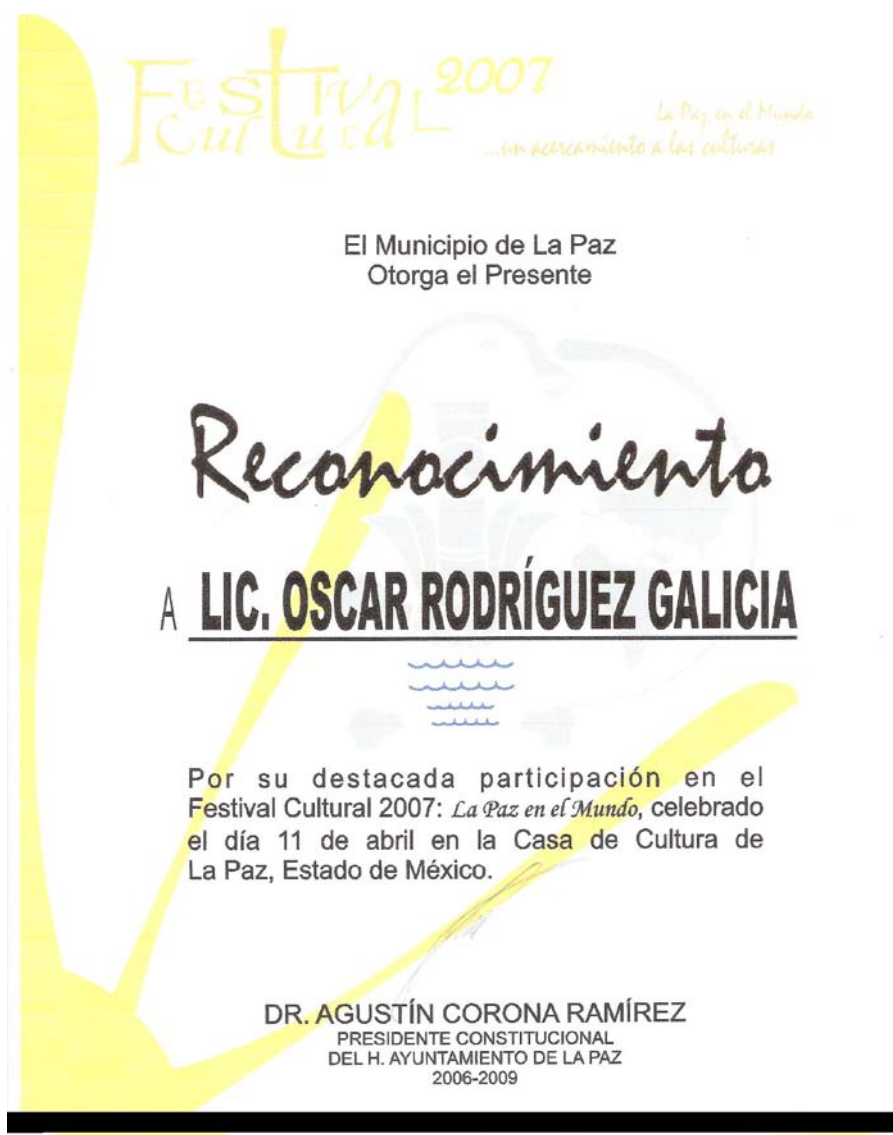 Festival 2007
Cultural
La Paz en el Mundo
...un acercamiento a las culturas
El Municipio de La Paz
Otorga el Presente
Reconocimiento
A LIC. OSCAR RODRÍGUEZ GALICIA
Por su destacada participación en el
Festival Cultural 2007: La Paz en el Mundo, celebrado
el día 11 de abril en la Casa de Cultura de
La Paz, Estado de México.
DR. AGUSTÍN CORONA RAMÍREZ
PRESIDENTE CONSTITUCIONAL
DEL H. AYUNTAMIENTO DE LA PAZ
2006-2009